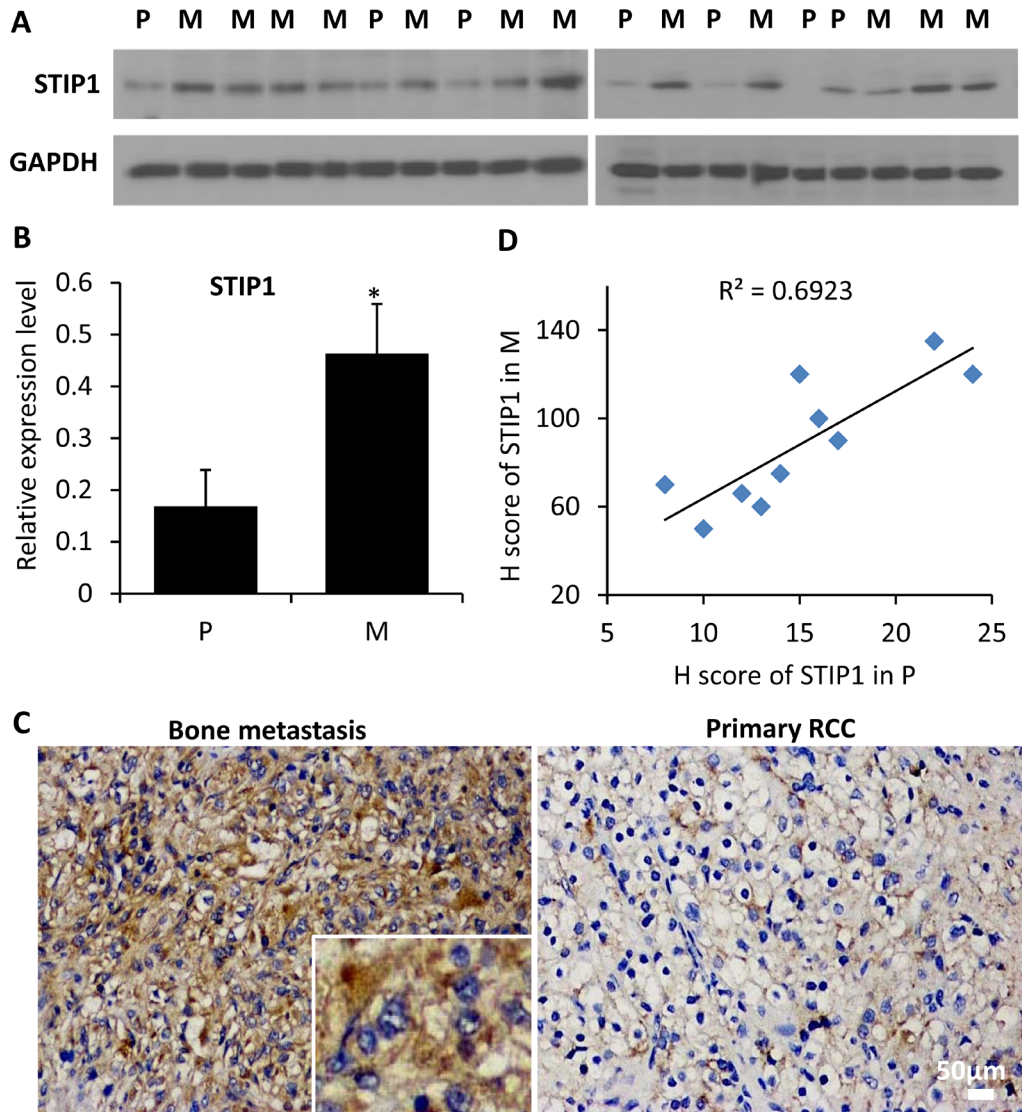 A
P M M M M P M P M M
P M P M P P M M M
STIP1
GAPDH
B
STIP1
Relative expression level
0.6
0.5
0.4
0.3
0.2
0.1
0
*
P M
D
R² = 0.6923
H score of STIP1 in M
140
100
60
20
5 10 15 20 25
H score of STIP1 in P
C
Bone metastasis
Primary RCC
50μm